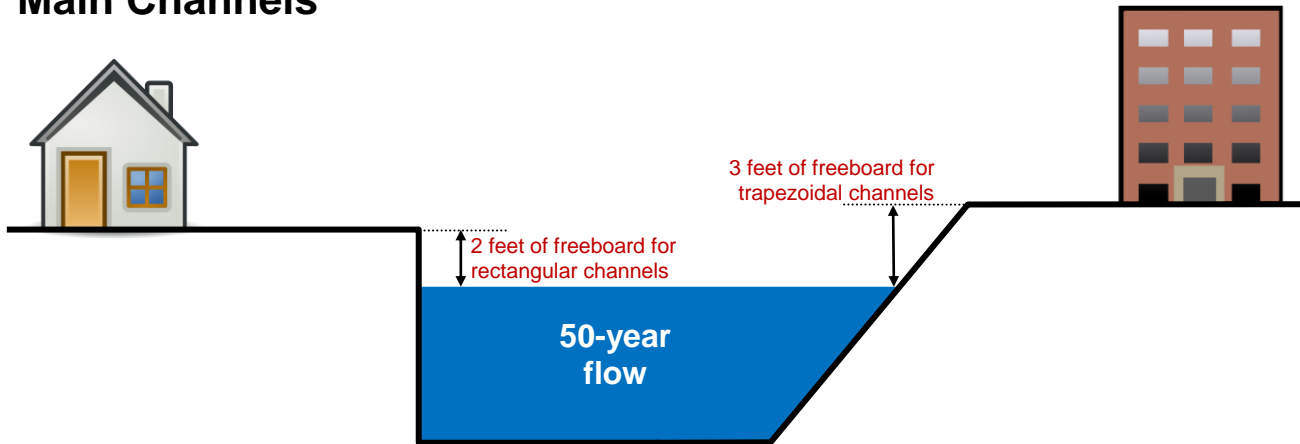 Main Channels
3 feet of freeboard for
trapezoidal channels
2 feet of freeboard for
rectangular channels
50-year
flow